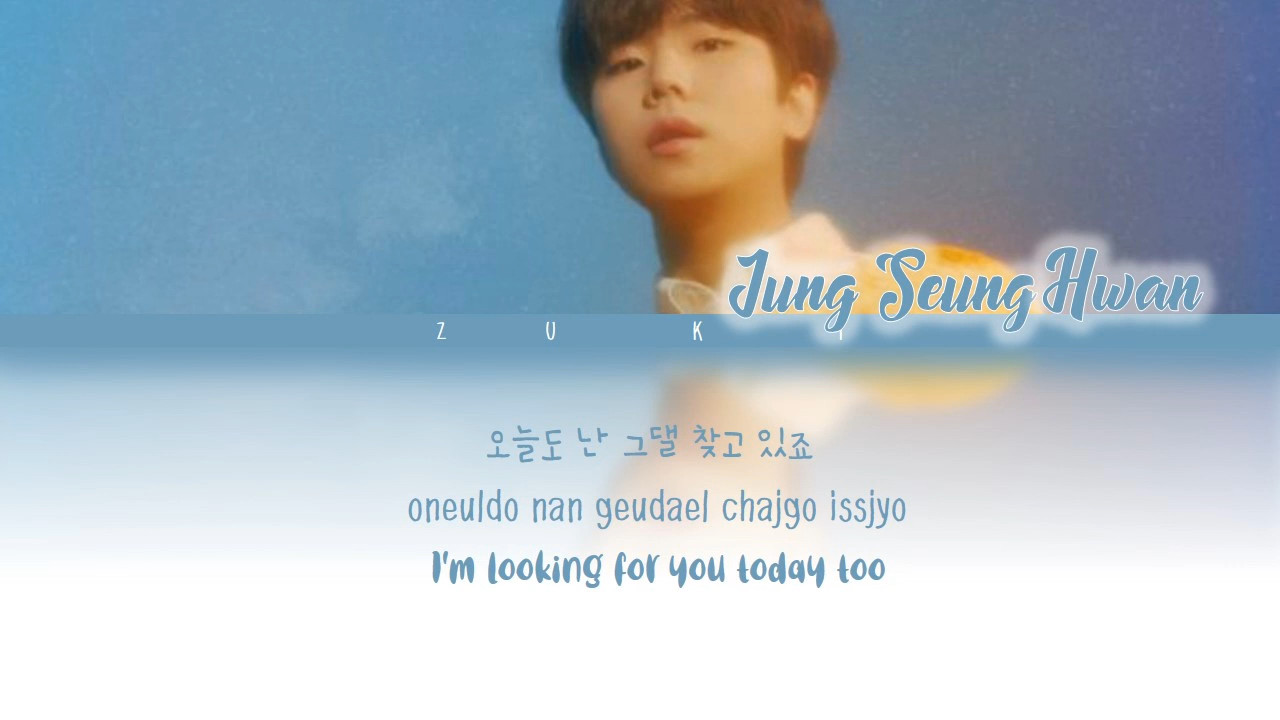 Jung Seung Hwan
Z U K I
오늘도 난 그댈 찾고 있죠
oneuldo nan geudael chajgo issjyo
I'm looking for you today too